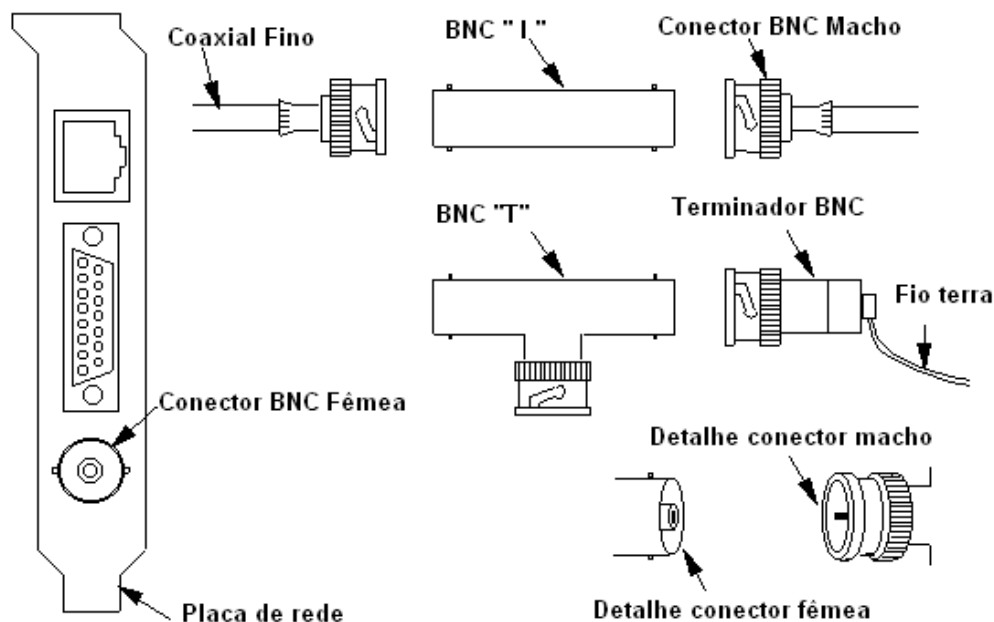 Coaxial Fino
BNC "I"
Conector BNC Macho
BNC "T"
Terminador BNC
Fio terra
Conector BNC Fêmea
Detalhe conector macho
Placa de rede
Detalhe conector fêmea